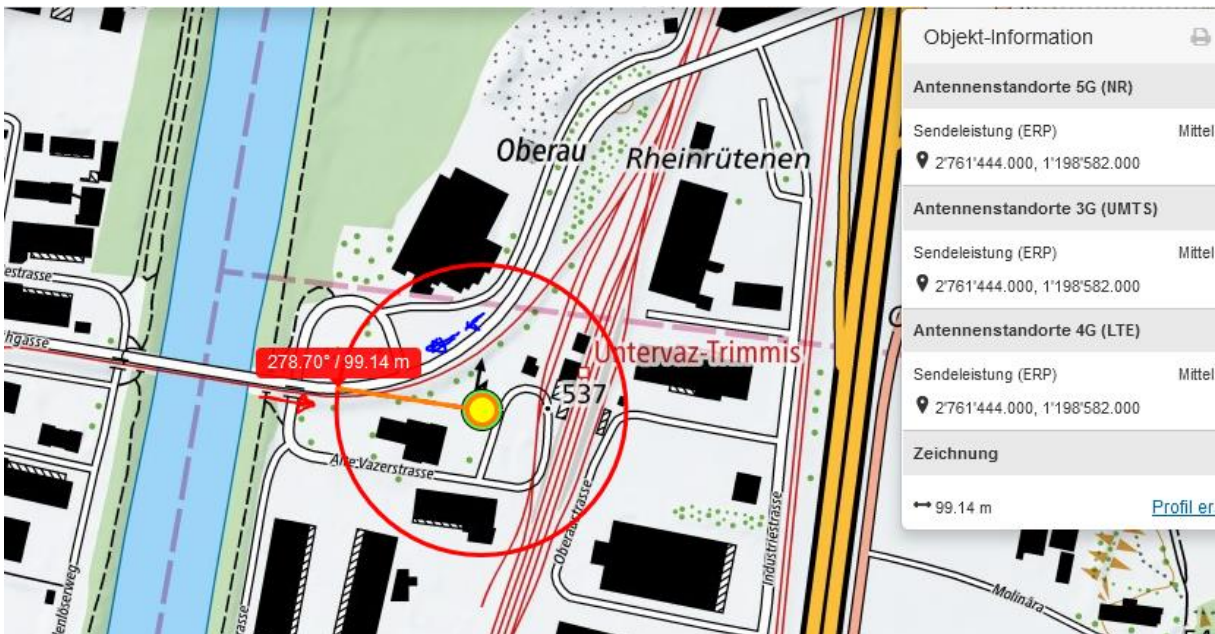 Oberau
Rheinrütenen
estrasse
hgasse
278.70° / 99.14 m
Untervaz-Trimmis
537
Alte Vazerstrasse
Oberaustrasse
Industriestrasse
enlöserweg
asse
Molinära
Objekt-Information
Antennenstandorte 5G (NR)
Sendeleistung (ERP) Mittel
2'761'444.000, 1'198'582.000
Antennenstandorte 3G (UMTS)
Sendeleistung (ERP) Mittel
2'761'444.000, 1'198'582.000
Antennenstandorte 4G (LTE)
Sendeleistung (ERP) Mittel
2'761'444.000, 1'198'582.000
Zeichnung
99.14 m Profil er